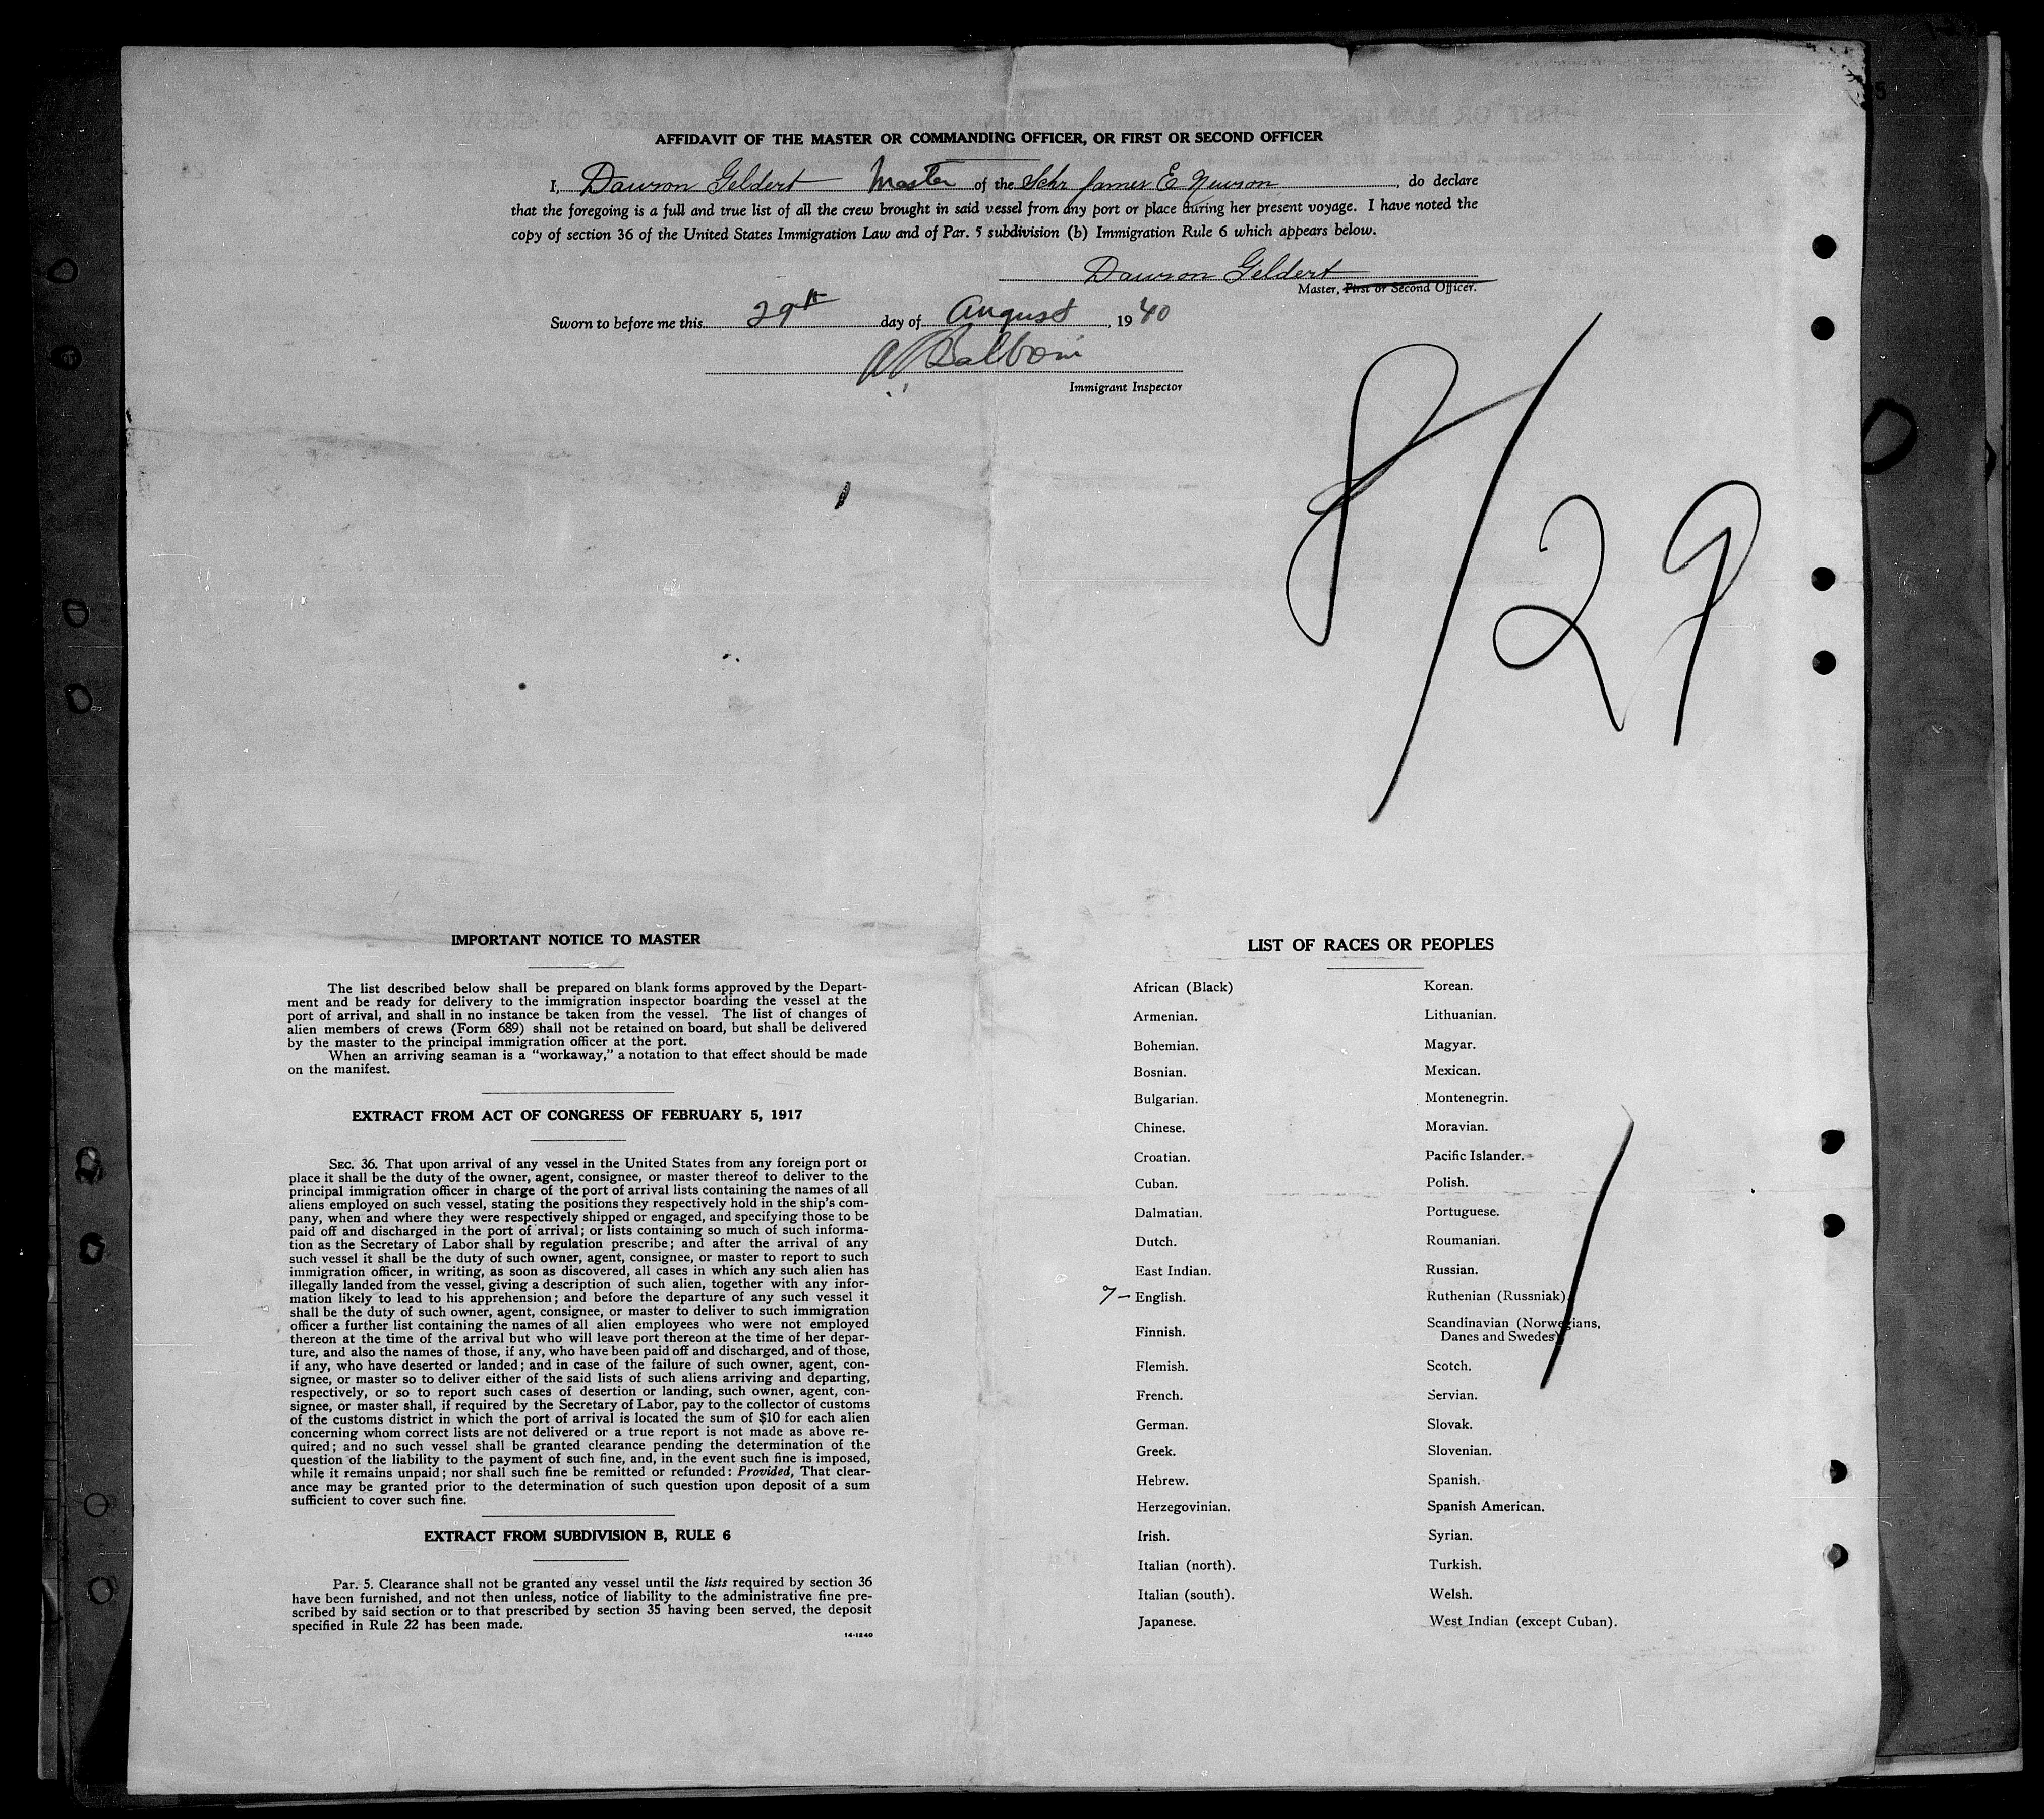 AFFIDAVIT OF THE MASTER OR COMMANDING OFFICER, OR FIRST OR SECOND OFFICER
I, Dawson Geldert Master of the Schr James E Newson, do declare
that the foregoing is a full and true list of all the crew brought in said vessel from any port or place during her present voyage. I have noted the
copy of section 36 of the United States Immigration Law and of Par. 5 subdivision (b) Immigration Rule 6 which appears below.
Dawson Geldert
Master, First or Second Officer.
Sworn to before me this 29th day of August, 1940
Balboni
Immigrant Inspector
8/29
IMPORTANT NOTICE TO MASTER
The list described below shall be prepared on blank forms approved by the Depart-
ment and be ready for delivery to the immigration inspector boarding the vessel at the
port of arrival, and shall in no instance be taken from the vessel. The list of changes of
alien members of crews (Form 689) shall not be retained on board, but shall be delivered
by the master to the principal immigration officer at the port.
When an arriving seaman is a "workaway," a notation to that effect should be made
on the manifest.
EXTRACT FROM ACT OF CONGRESS OF FEBRUARY 5, 1917
SEC. 36. That upon arrival of any vessel in the United States from any foreign port or
place it shall be the duty of the owner, agent, consignee, or master thereof to deliver to the
principal immigration officer in charge of the port of arrival lists containing the names of all
aliens employed on such vessel, stating the positions they respectively hold in the ship's com-
pany, when and where they were respectively shipped or engaged, and specifying those to be
paid off and discharged in the port of arrival; or lists containing so much of such informa-
tion as the Secretary of Labor shall by regulation prescribe; and after the arrival of any
such vessel it shall be the duty of such owner, agent, consignee, or master to report to such
immigration officer, in writing, as soon as discovered, all cases in which any such alien has
illegally landed from the vessel, giving a description of such alien, together with any infor-
mation likely to lead to his apprehension; and before the departure of any such vessel it
shall be the duty of such owner, agent, consignee, or master to deliver to such immigration
officer a further list containing the names of all alien employees who were not employed
thereon at the time of the arrival but who will leave port thereon at the time of her depar-
ture, and also the names of those, if any, who have been paid off and discharged, and of those,
if any, who have deserted or landed; and in case of the failure of such owner, agent, con-
signee, or master so to deliver either of the said lists of such aliens arriving and departing,
respectively, or so to report such cases of desertion or landing, such owner, agent, con-
signee, or master shall, if required by the Secretary of Labor, pay to the collector of customs
of the customs district in which the port of arrival is located the sum of $10 for each alien
concerning whom correct lists are not delivered or a true report is not made as above re-
quired; and no such vessel shall be granted clearance pending the determination of the
question of the liability to the payment of such fine, and, in the event such fine is imposed,
while it remains unpaid; nor shall such fine be remitted or refunded: Provided, That clear-
ance may be granted prior to the determination of such question upon deposit of a sum
sufficient to cover such fine.
EXTRACT FROM SUBDIVISION B, RULE 6
Par. 5. Clearance shall not be granted any vessel until the lists required by section 36
have been furnished, and not then unless, notice of liability to the administrative fine pre-
scribed by said section or to that prescribed by section 35 having been served, the deposit
specified in Rule 22 has been made.
14-1240
LIST OF RACES OR PEOPLES
African (Black)
Armenian.
Bohemian.
Bosnian.
Bulgarian.
Chinese.
Croatian.
Cuban.
Dalmatian.
Dutch.
East Indian.
7- English.
Finnish.
Flemish.
French.
German.
Greek.
Hebrew.
Herzegovinian.
Irish.
Italian (north).
Italian (south).
Japanese.
Korean.
Lithuanian.
Magyar.
Mexican.
Montenegrin.
Moravian.
Pacific Islander.
Polish.
Portuguese.
Roumanian.
Russian.
Ruthenian (Russniak).
Scandinavian (Norwegians,
Danes and Swedes).
Scotch.
Servian.
Slovak.
Slovenian.
Spanish.
Spanish American.
Syrian.
Turkish.
Welsh.
West Indian (except Cuban).